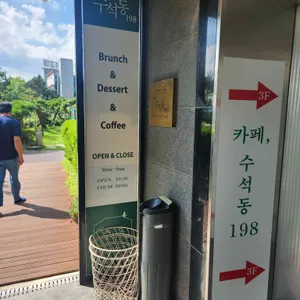 수석동
198
Brunch
&
Dessert
&
Coffee
OPEN & CLOSE
3F
카페,
수석
동
198
3F